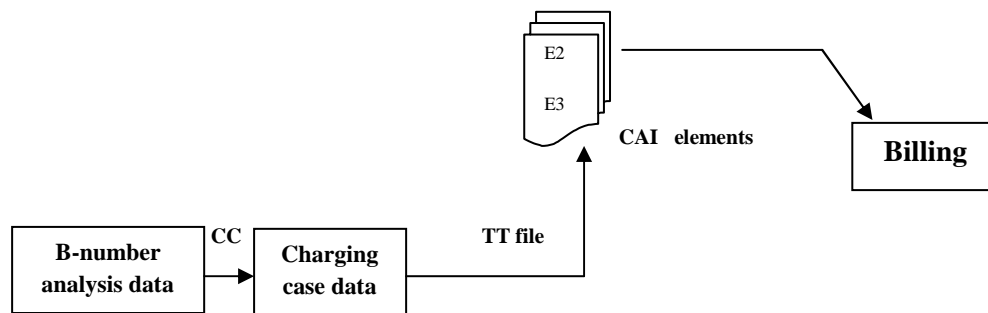 E2
E3
CAI elements
Billing
CC
TT file
B-number
analysis data
Charging
case data